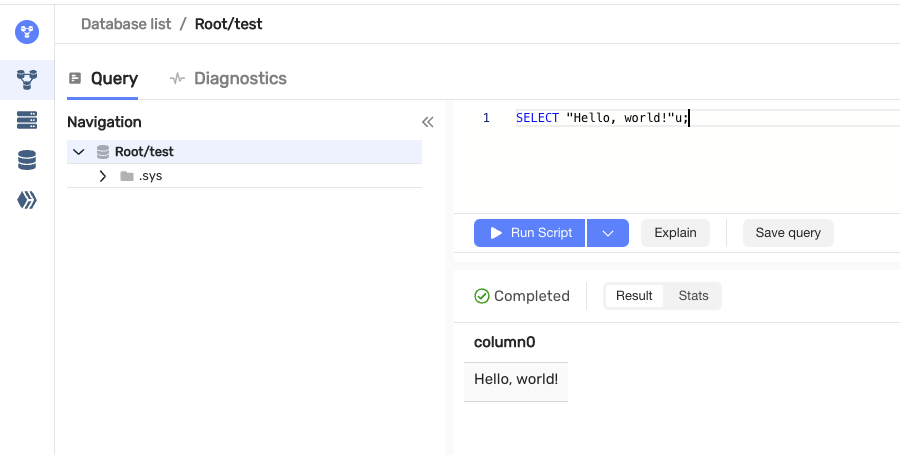 Database list / Root/test
Query
Diagnostics
Navigation
Root/test
.sys
1 SELECT "Hello, world!"u;
Run Script
Explain
Save query
Completed
Result
Stats
column0
Hello, world!